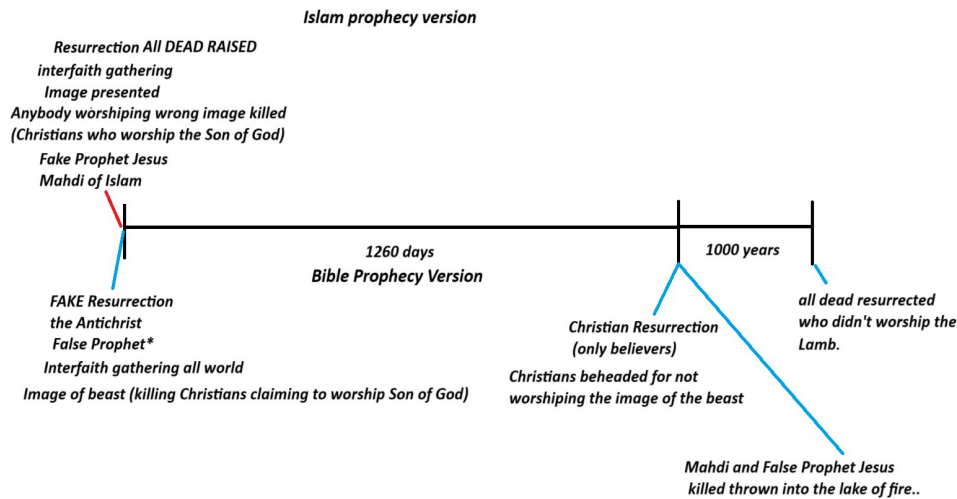 Islam prophecy version
Resurrection All DEAD RAISED
interfaith gathering
Image presented
Anybody worshiping wrong image killed
(Christians who worship the Son of God)
Fake Prophet Jesus
Mahdi of Islam
1260 days
1000 years
Bible Prophecy Version
FAKE Resurrection
the Antichrist
False Prophet*
Interfaith gathering all world
Image of beast (killing Christians claiming to worship Son of God)
Christian Resurrection
(only believers)
Christians beheaded for not
worshiping the image of the beast
all dead resurrected
who didn't worship the
Lamb.
Mahdi and False Prophet Jesus
killed thrown into the lake of fire..